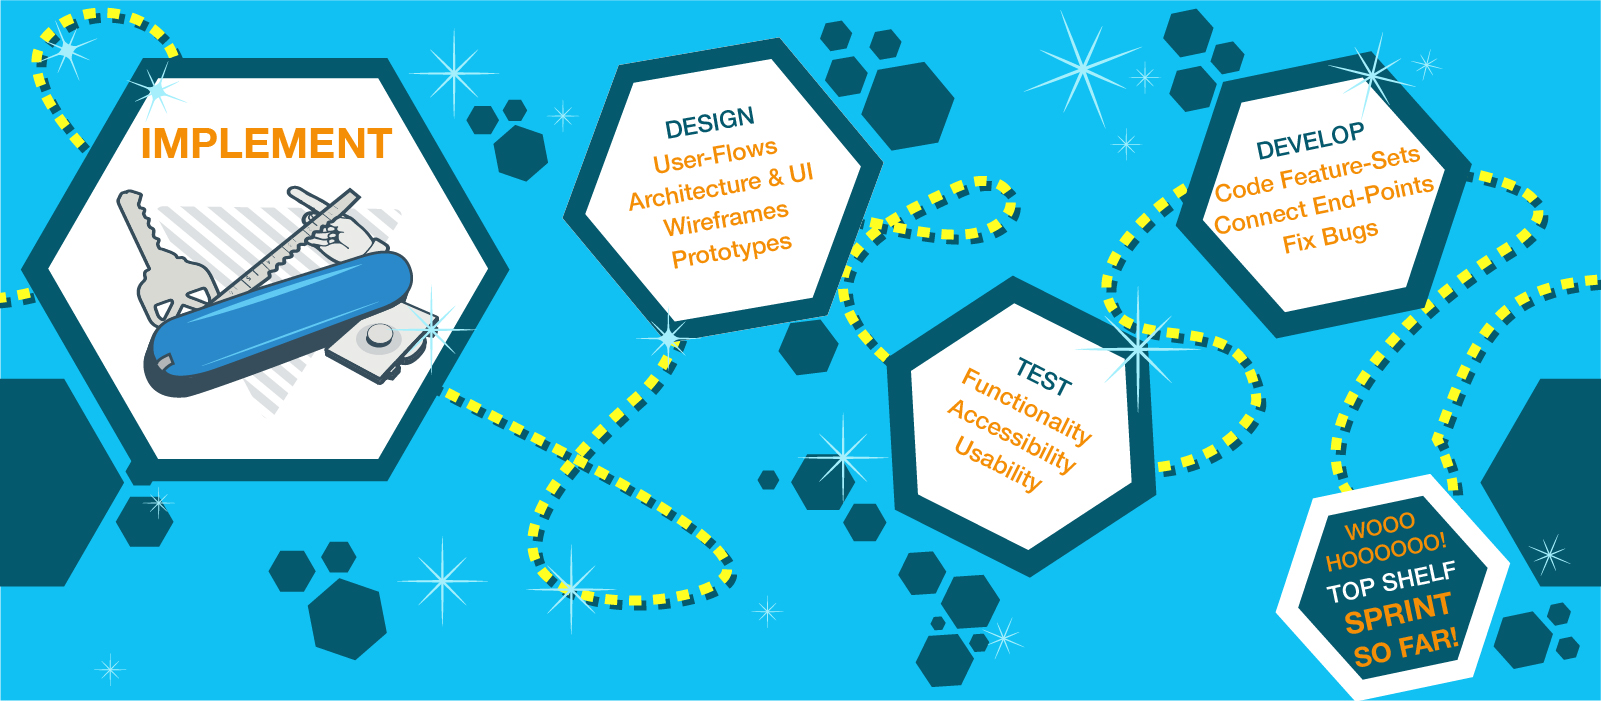 IMPLEMENT
DESIGN
User-Flows
Architecture & UI
Wireframes
Prototypes
TEST
Functionality
Accessibility
Usability
DEVELOP
Code Feature-Sets
Connect End-Points
Fix Bugs
WOOO
HOOOOOO!
TOP SHELF
SPRINT
SO FAR!